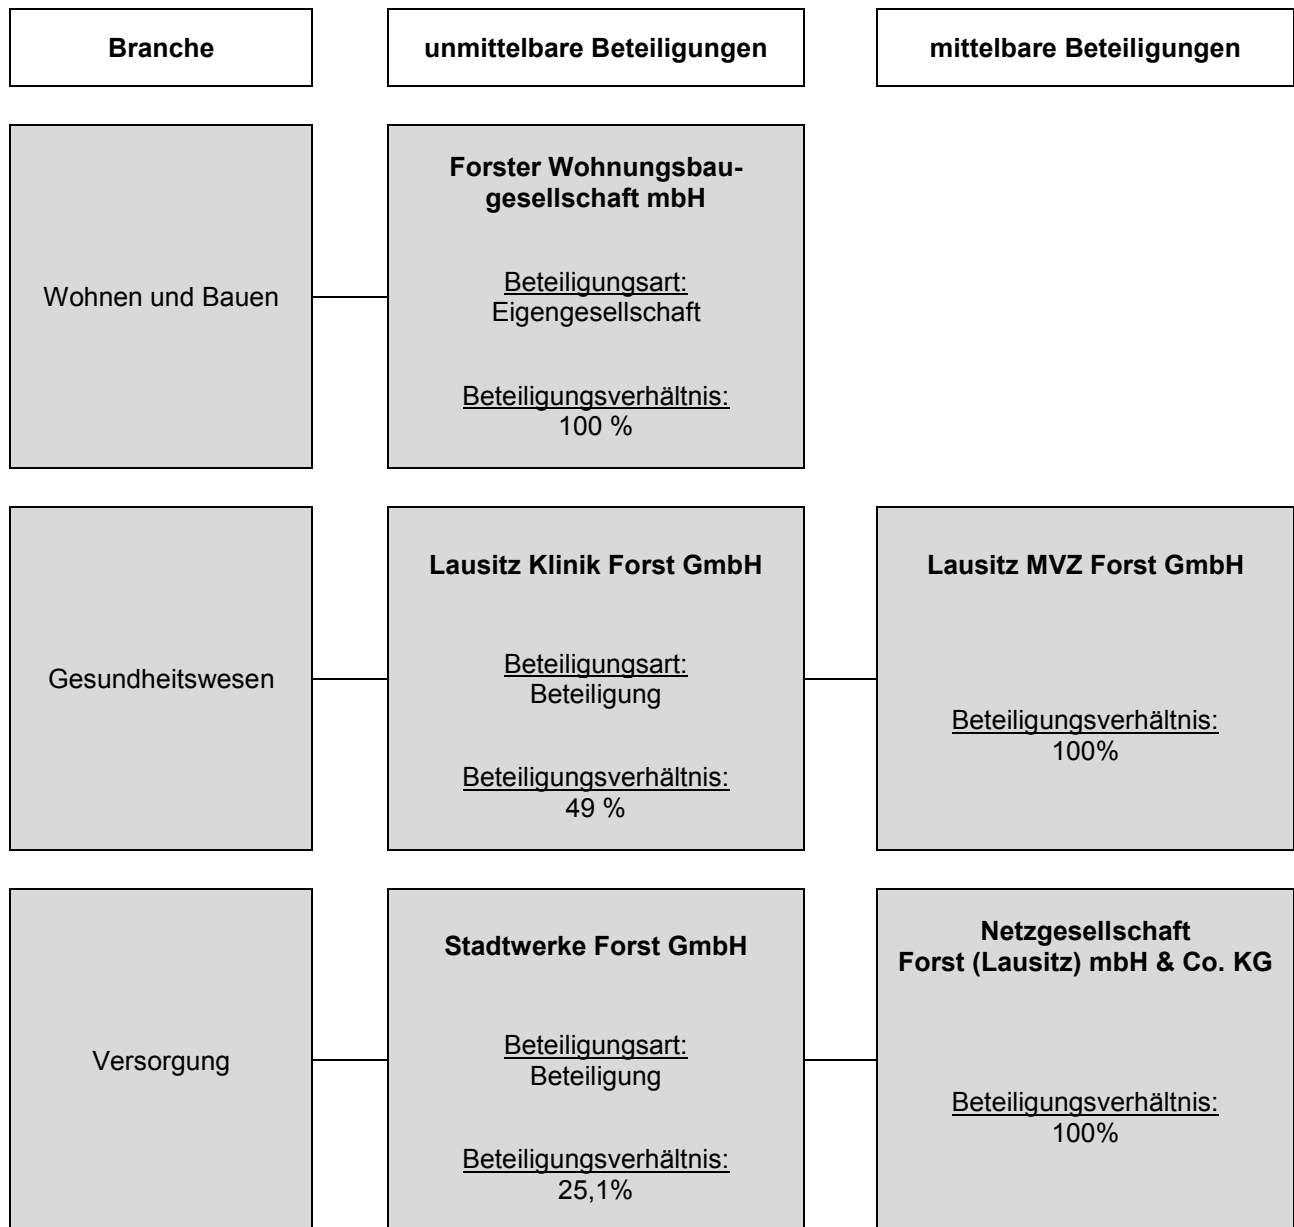 Branche
unmittelbare Beteiligungen
mittelbare Beteiligungen
Wohnen und Bauen
Forster Wohnungsbau-
gesellschaft mbH
Beteiligungsart:
Eigengesellschaft
Beteiligungsverhältnis:
100 %
Gesundheitswesen
Lausitz Klinik Forst GmbH
Beteiligungsart:
Beteiligung
Beteiligungsverhältnis:
49 %
Lausitz MVZ Forst GmbH
Beteiligungsverhältnis:
100%
Versorgung
Stadtwerke Forst GmbH
Beteiligungsart:
Beteiligung
Beteiligungsverhältnis:
25,1%
Netzgesellschaft
Forst (Lausitz) mbH & Co. KG
Beteiligungsverhältnis:
100%